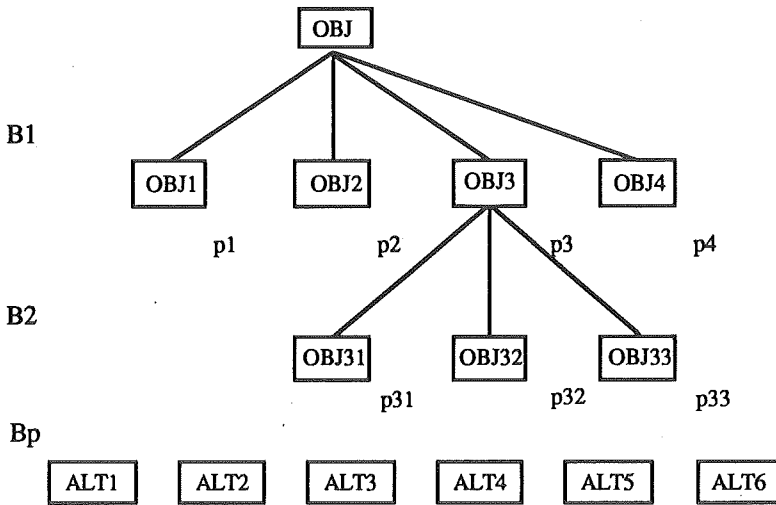 OBJ
B1
OBJ1 OBJ2 OBJ3 OBJ4
p1 p2 p3 p4
B2
OBJ31 OBJ32 OBJ33
p31 p32 p33
Bp
ALT1 ALT2 ALT3 ALT4 ALT5 ALT6